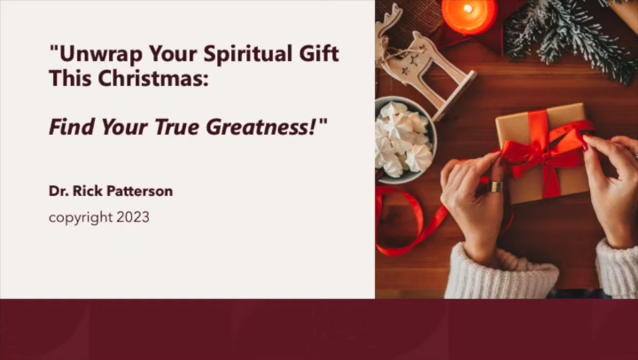 "Unwrap Your Spiritual Gift
This Christmas:
Find Your True Greatness!"
Dr. Rick Patterson
copyright 2023